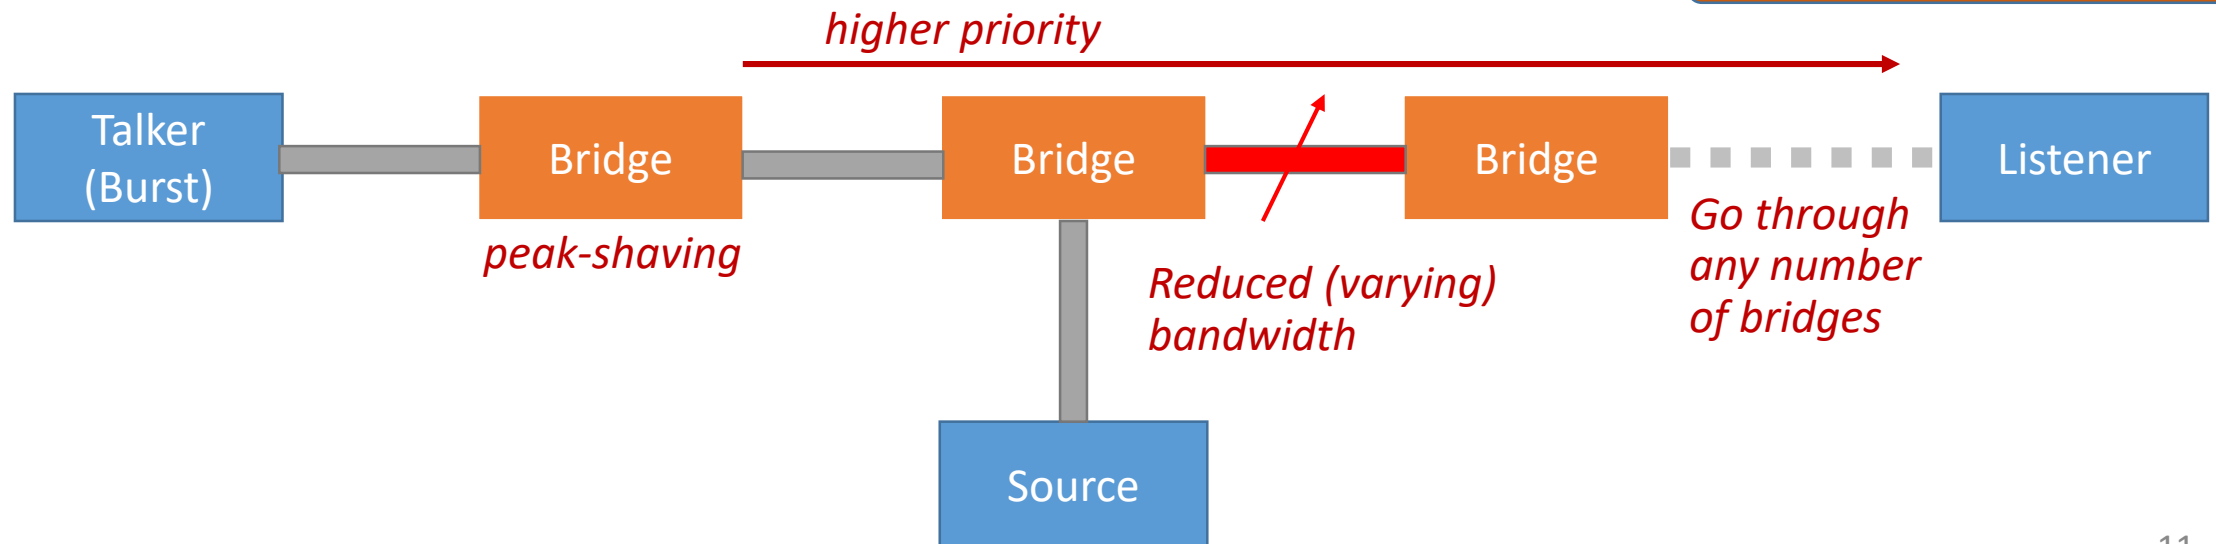 higher priority
Talker
(Burst)
Bridge
Bridge
Bridge
Listener
peak-shaving
Reduced (varying)
bandwidth
Go through
any number
of bridges
Source
11